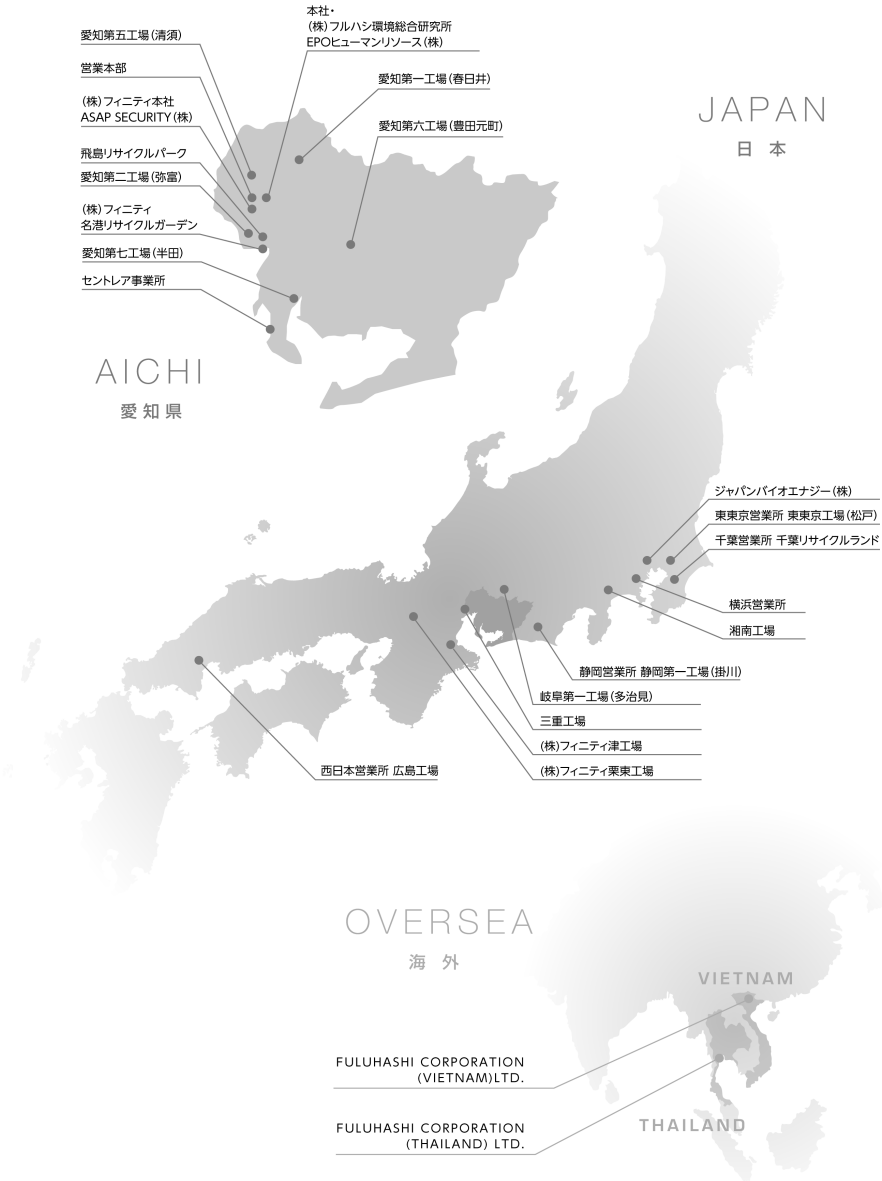 本社・
(株)フルハシ環境総合研究所
EPOヒューマンリソース(株)
愛知第五工場(清須)
営業本部
愛知第一工場(春日井)
(株)フィニティ本社
ASAP SECURITY(株)
愛知第六工場(豊田元町)
飛島リサイクルパーク
愛知第二工場(弥富)
(株)フィニティ
名港リサイクルガーデン
愛知第七工場(半田)
セントレア事業所
AICHI
愛知県
JAPAN
日本
ジャパンバイオエナジー(株)
東東京営業所 東東京工場(松戸)
千葉営業所 千葉リサイクルランド
横浜営業所
湘南工場
静岡営業所 静岡第一工場(掛川)
岐阜第一工場(多治見)
三重工場
(株)フィニティ津工場
(株)フィニティ栗東工場
西日本営業所 広島工場
OVERSEA
海外
VIETNAM
FULUHASHI CORPORATION
(VIETNAM)LTD.
THAILAND
FULUHASHI CORPORATION
(THAILAND) LTD.